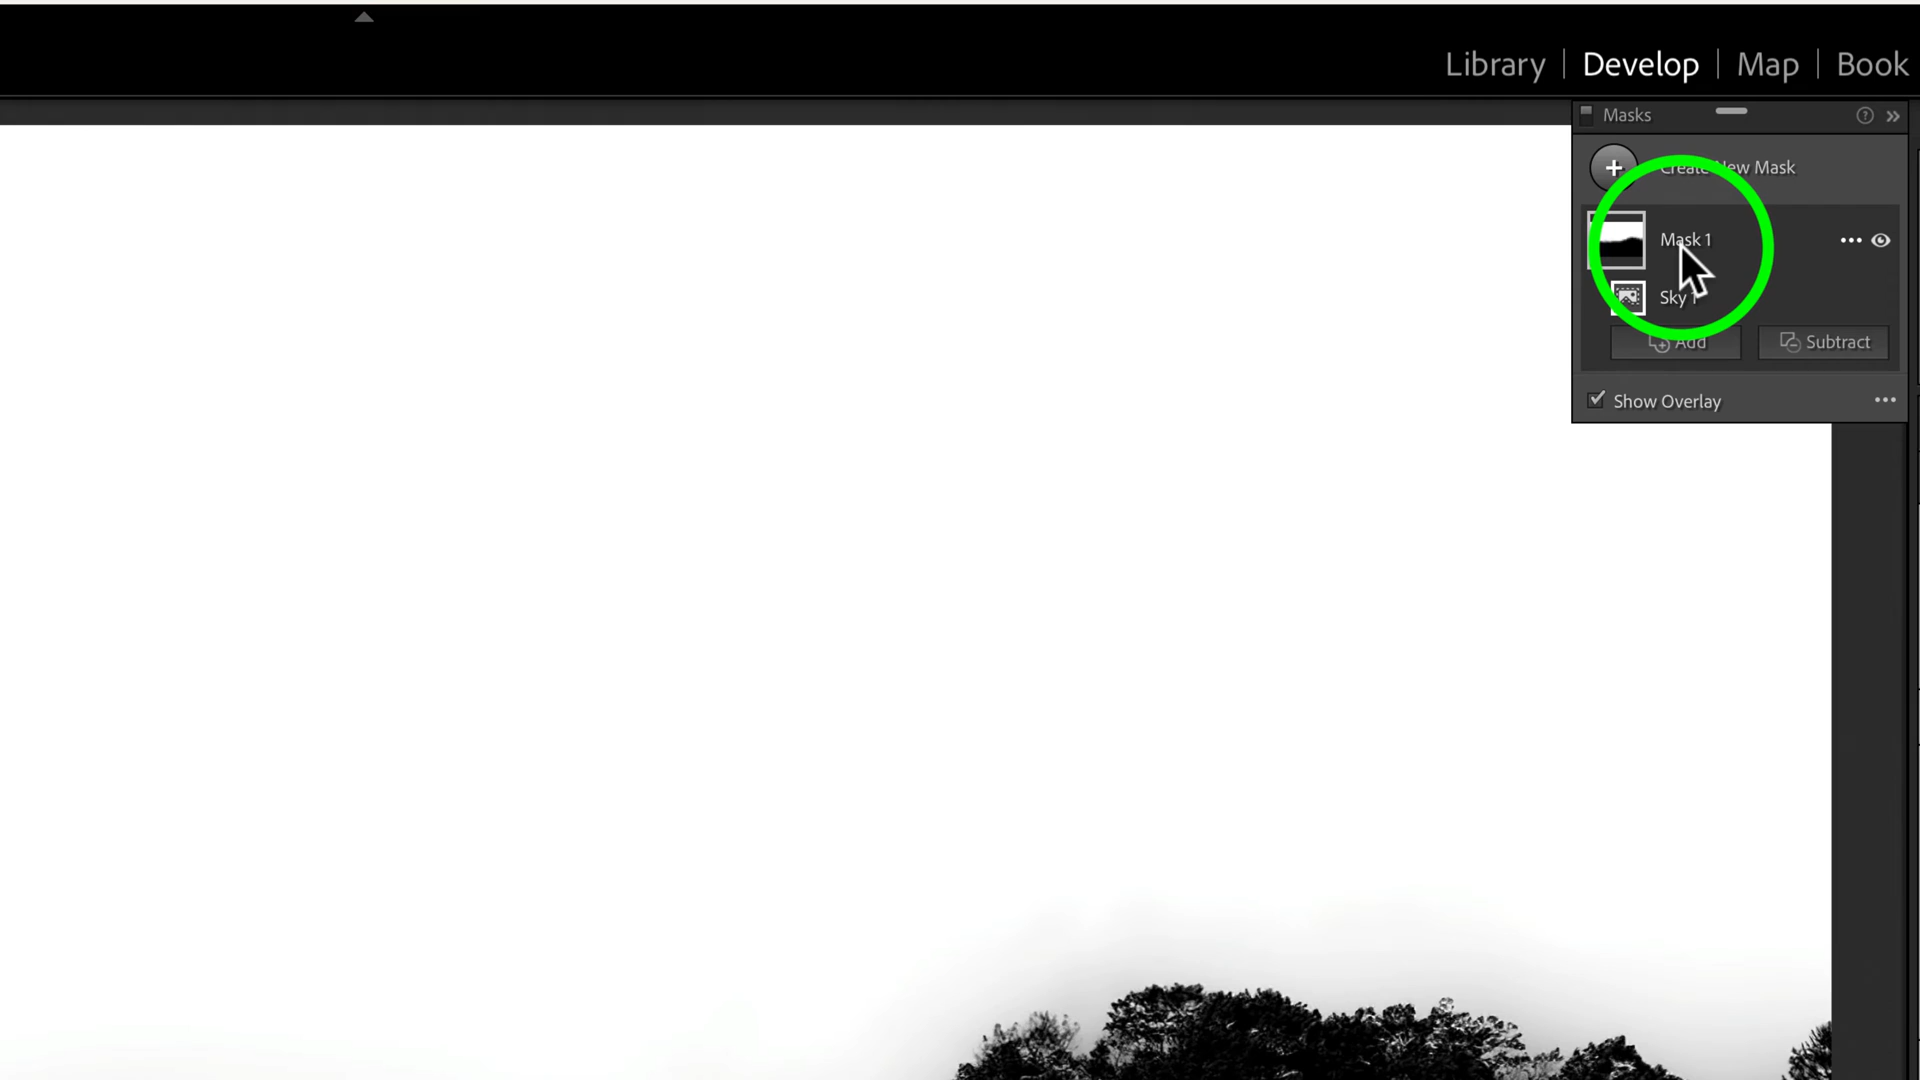 Library | Develop | Map | Book
Masks
Create New Mask
Mask 1
Sky 1
Add
Subtract
Show Overlay